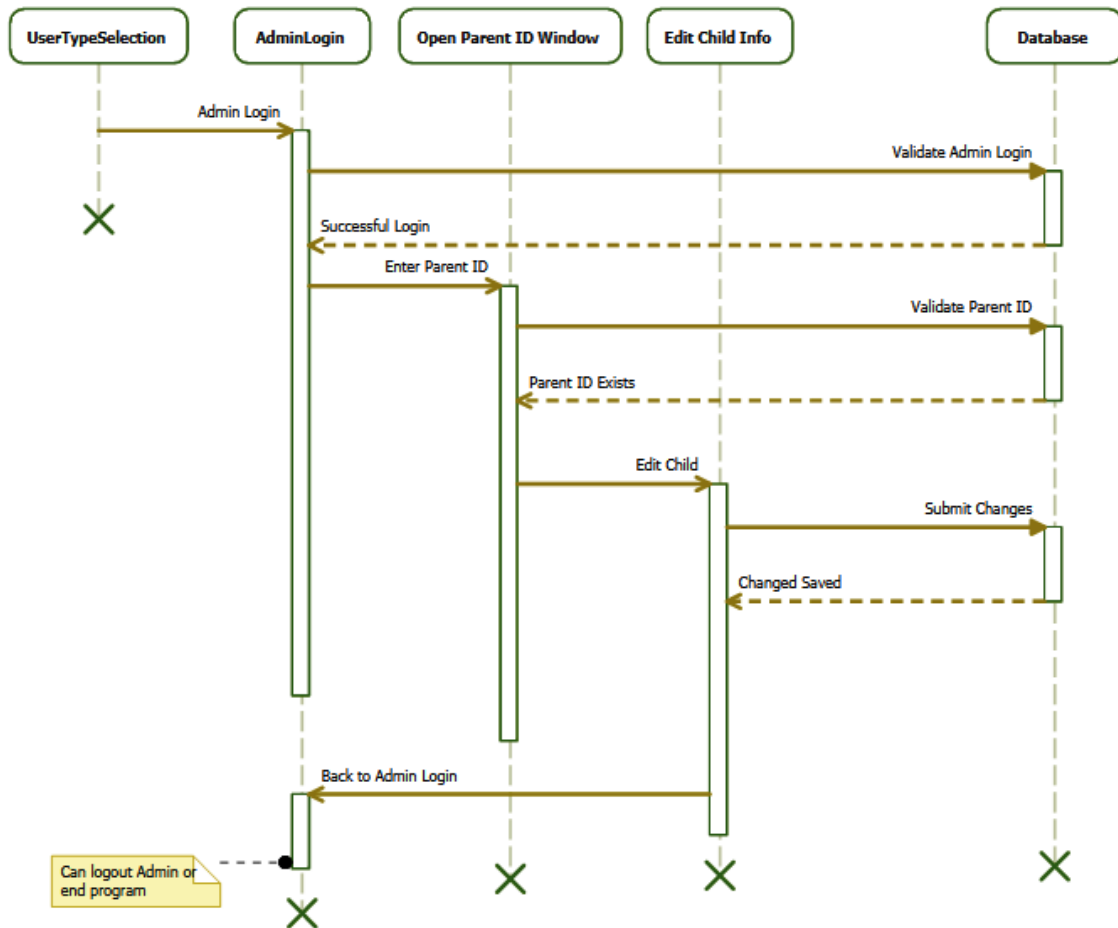 UserTypeSelection
AdminLogin
Open Parent ID Window
Edit Child Info
Database
Admin Login
Validate Admin Login
Successful Login
Enter Parent ID
Validate Parent ID
Parent ID Exists
Edit Child
Submit Changes
Changed Saved
Back to Admin Login
Can logout Admin or
end program